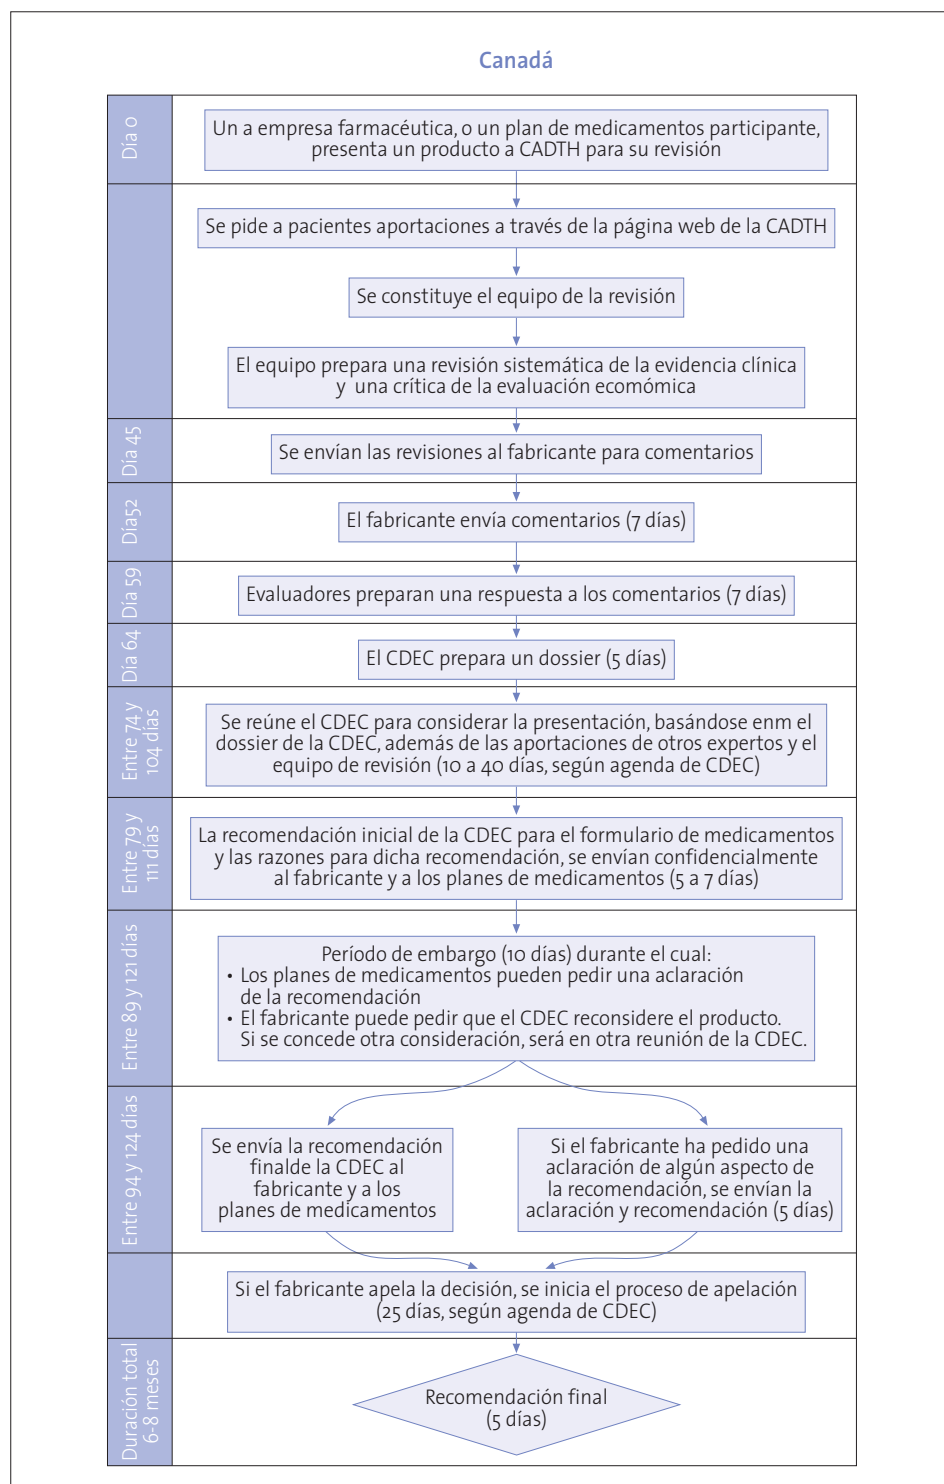 Canadá
Día 0
Un a empresa farmacéutica, o un plan de medicamentos participante,
presenta un producto a CADTH para su revisión
Se pide a pacientes aportaciones a través de la página web de la CADTH
Se constituye el equipo de la revisión
El equipo prepara una revisión sistemática de la evidencia clínica
y una crítica de la evaluación ecomómica
Día 45
Se envían las revisiones al fabricante para comentarios
Día52
El fabricante envía comentarios (7 días)
Día 59
Evaluadores preparan una respuesta a los comentarios (7 días)
Día 64
El CDEC prepara un dossier (5 días)
Entre 74 y
104 días
Se reúne el CDEC para considerar la presentación, basándose enm el
dossier de la CDEC, además de las aportaciones de otros expertos y el
equipo de revisión (10 a 40 días, según agenda de CDEC)
Entre 79 y
111 días
La recomendación inicial de la CDEC para el formulario de medicamentos
y las razones para dicha recomendación, se envían confidencialmente
al fabricante y a los planes de medicamentos (5 a 7 días)
Entre 89 y 121 días
Período de embargo (10 días) durante el cual:
• Los planes de medicamentos pueden pedir una aclaración
de la recomendación
• El fabricante puede pedir que el CDEC reconsidere el producto.
Si se concede otra consideración, será en otra reunión de la CDEC.
Entre 94 y 124 días
Se envía la recomendación
finalde la CDEC al
fabricante y a los
planes de medicamentos
Si el fabricante ha pedido una
aclaración de algún aspecto de
la recomendación, se envían la
aclaración y recomendación (5 días)
Si el fabricante apela la decisión, se inicia el proceso de apelación
(25 días, según agenda de CDEC)
Duración total
6-8 meses
Recomendación final
(5 días)